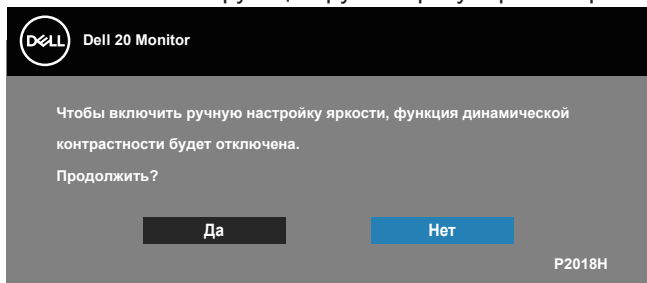 DELL
Dell 20 Monitor
Чтобы включить ручную настройку яркости, функция динамической
контрастности будет отключена.
Продолжить?
Да
Нет
P2018H